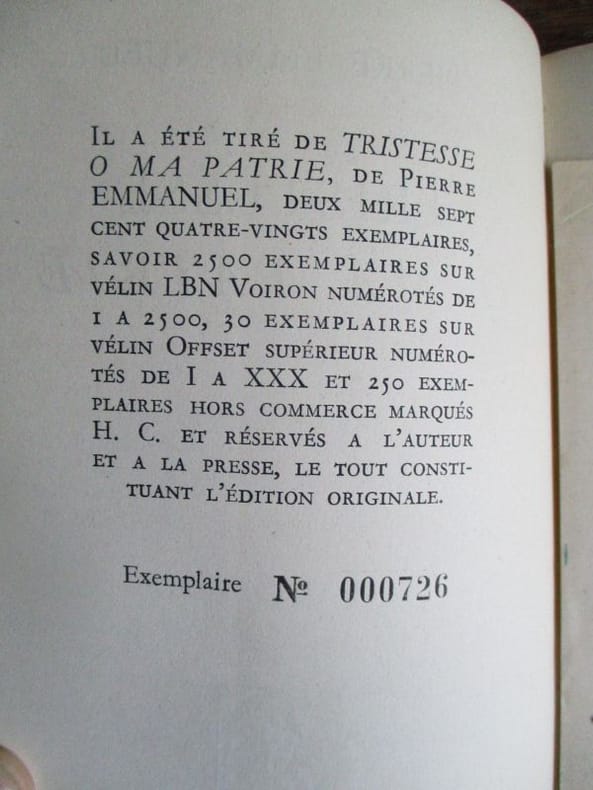 Il a été tiré de TRISTESSE
O MA PATRIE, de Pierre
EMMANUEL, deux mille sept
cent quatre-vingts exemplaires,
savoir 2500 exemplaires sur
vélin LBN Voiron numérotés de
1 a 2500, 30 exemplaires sur
vélin Offset supérieur numéro-
tés de I a XXX et 250 exem-
plaires hors commerce marqués
H. C. et réservés a l'auteur
et a la presse, le tout consti-
tuant l'édition originale.
Exemplaire Nº 000726